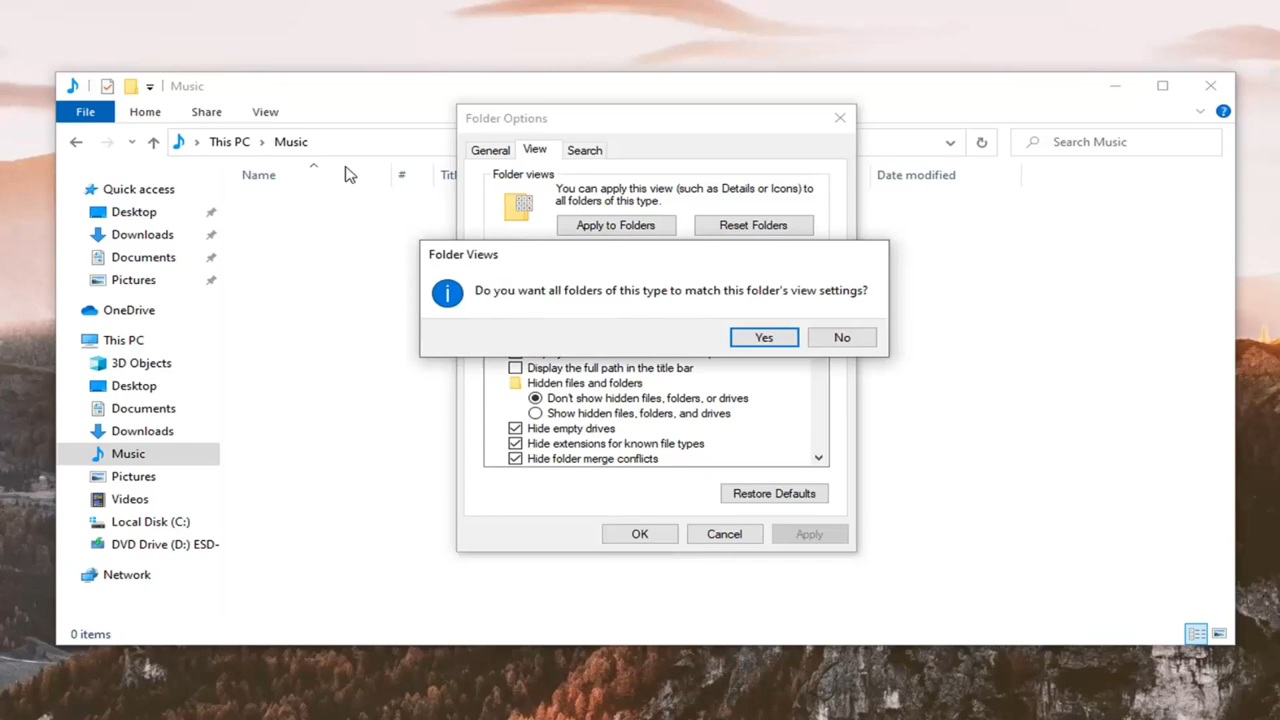 Music
File
Home
Share
View
This PC
Music
Search Music
Name
#
Date modified
Quick access
Desktop
Downloads
Documents
Pictures
OneDrive
This PC
3D Objects
Desktop
Documents
Downloads
Music
Pictures
Videos
Local Disk (C:)
DVD Drive (D:) ESD-
Network
0 items
Folder Options
General
View
Search
Folder views
You can apply this view (such as Details or Icons) to
all folders of this type.
Apply to Folders
Reset Folders
Folder Views
Do you want all folders of this type to match this folder's view settings?
Yes
No
Display the full path in the title bar
Hidden files and folders
Don't show hidden files, folders, or drives
Show hidden files, folders, and drives
Hide empty drives
Hide extensions for known file types
Hide folder merge conflicts
Restore Defaults
OK
Cancel
Apply